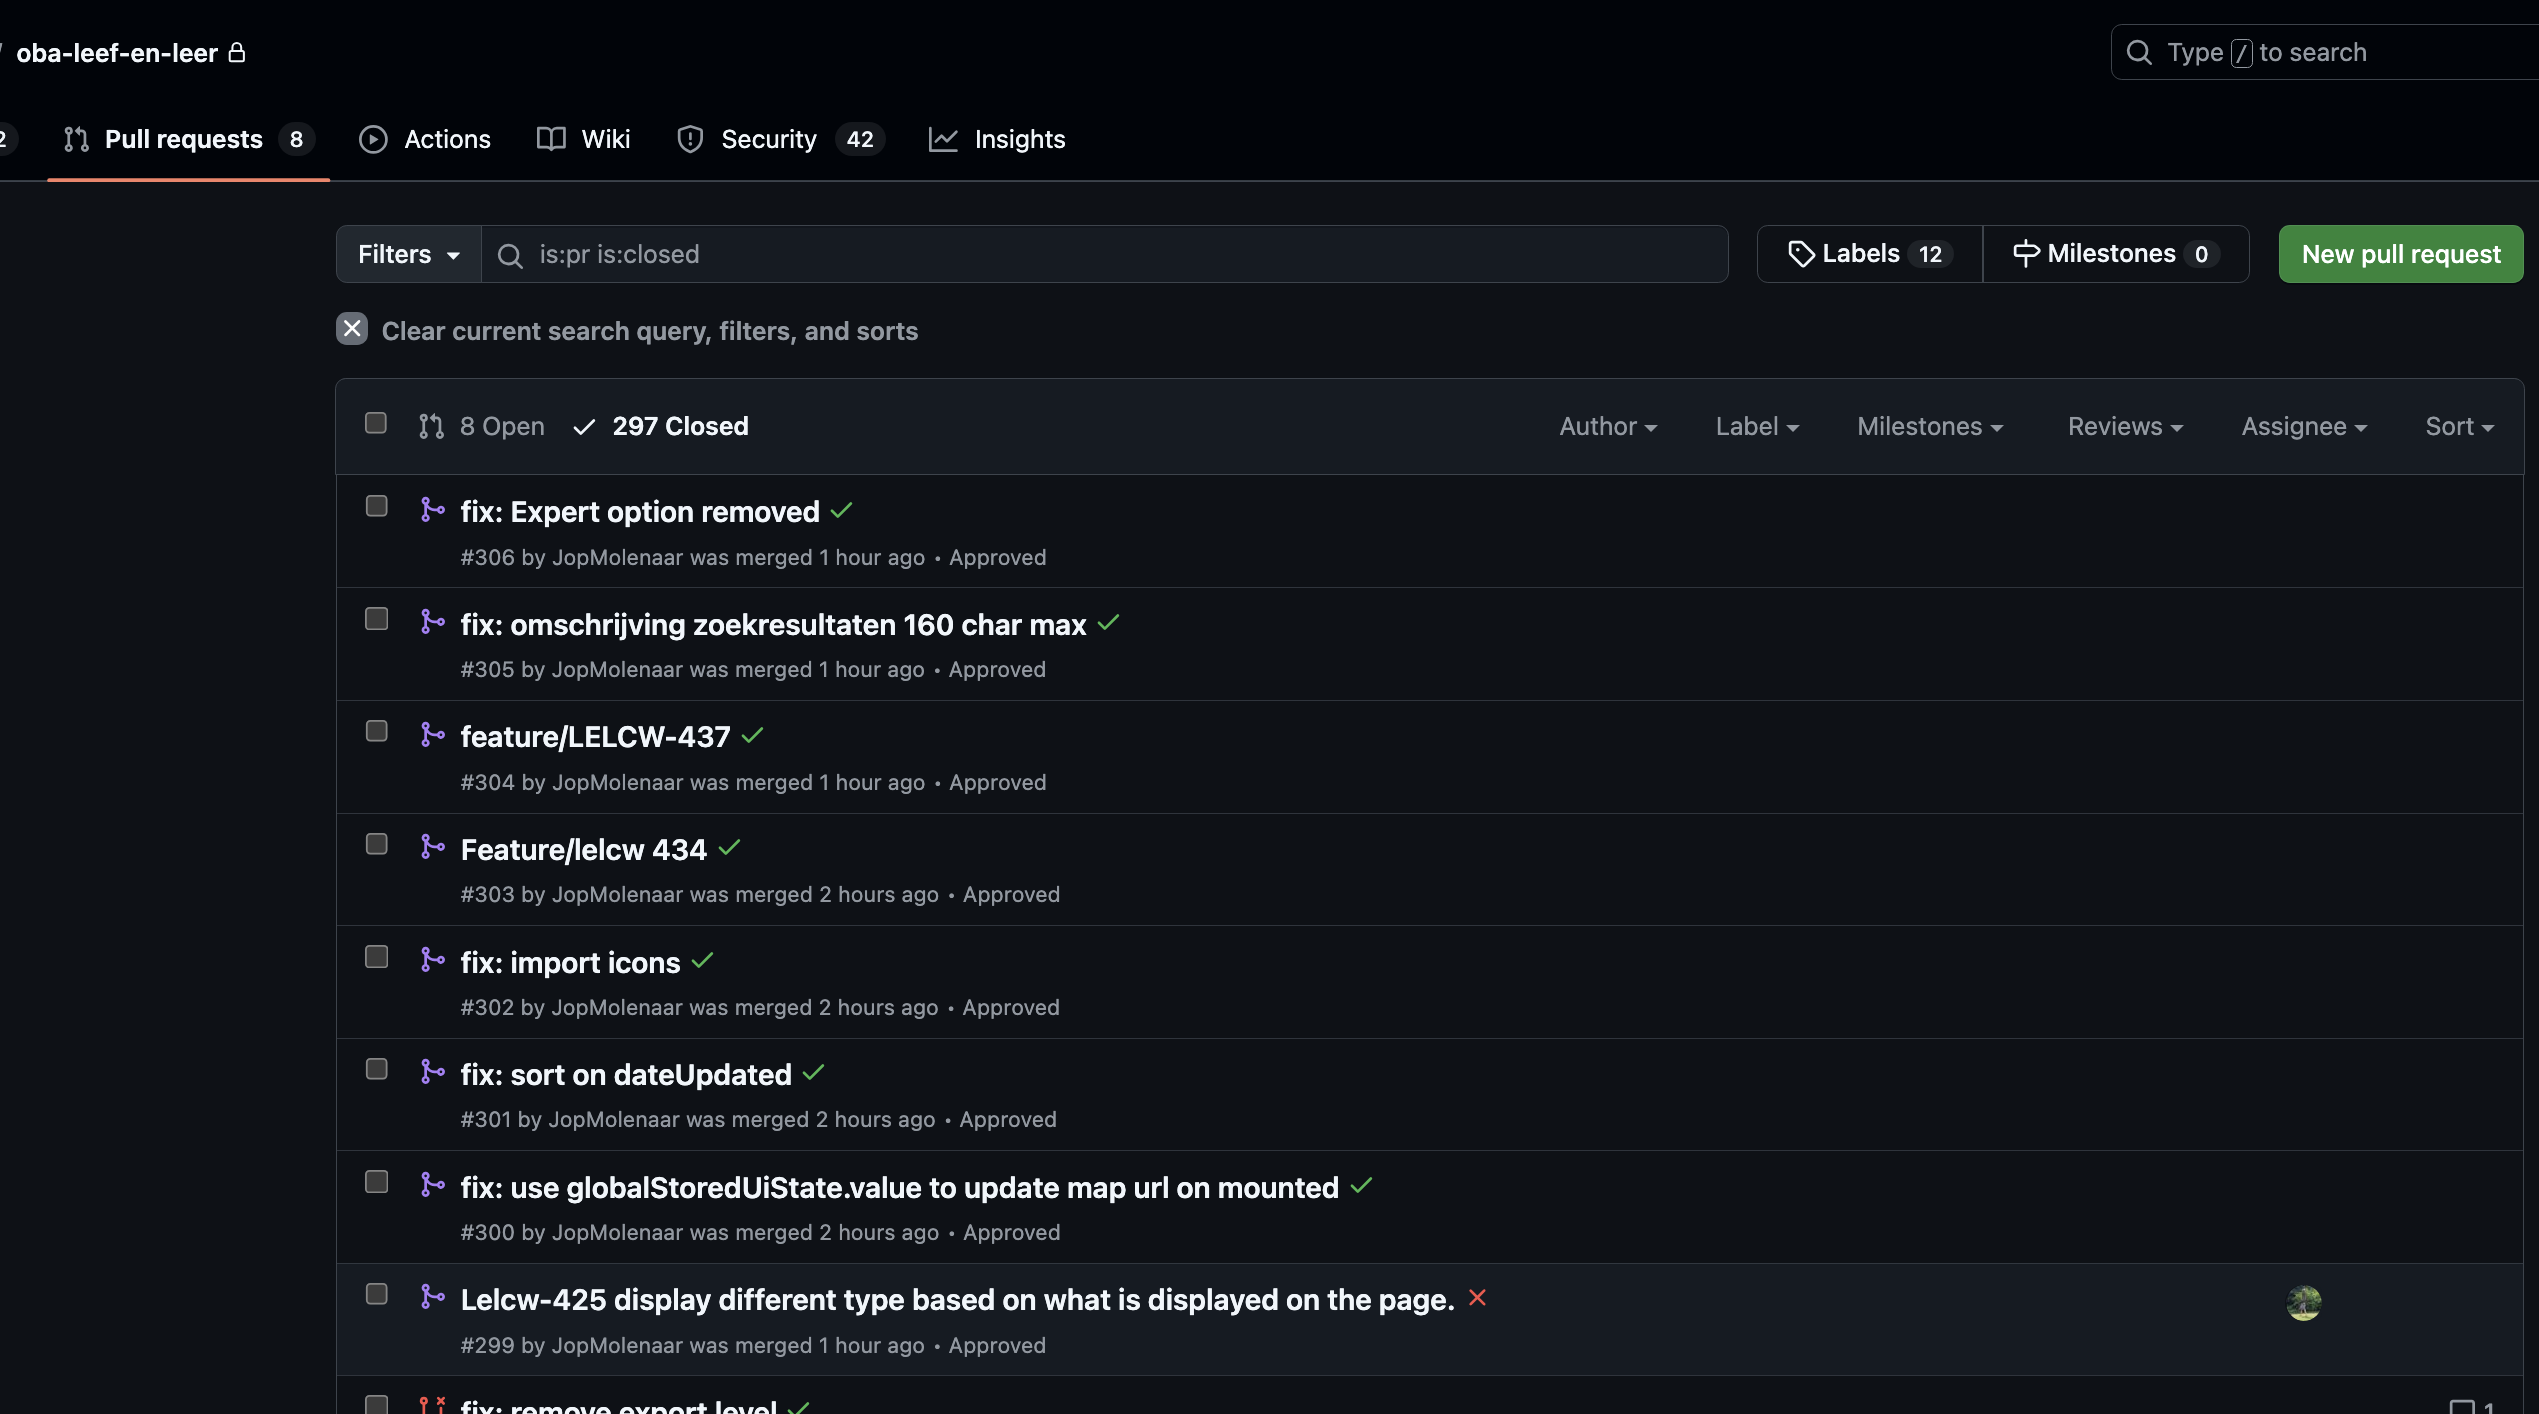 / oba-leef-en-leer
Type / to search
2 Pull requests 8 Actions Wiki Security 42 Insights
Filters is:pr is:closed Labels 12 Milestones 0 New pull request
Clear current search query, filters, and sorts
8 Open 297 Closed Author Label Milestones Reviews Assignee Sort
fix: Expert option removed
#306 by JopMolenaar was merged 1 hour ago • Approved
fix: omschrijving zoekresultaten 160 char max
#305 by JopMolenaar was merged 1 hour ago • Approved
feature/LELCW-437
#304 by JopMolenaar was merged 1 hour ago • Approved
Feature/lelcw 434
#303 by JopMolenaar was merged 2 hours ago • Approved
fix: import icons
#302 by JopMolenaar was merged 2 hours ago • Approved
fix: sort on dateUpdated
#301 by JopMolenaar was merged 2 hours ago • Approved
fix: use globalStoredUiState.value to update map url on mounted
#300 by JopMolenaar was merged 2 hours ago • Approved
Lelcw-425 display different type based on what is displayed on the page.
#299 by JopMolenaar was merged 1 hour ago • Approved
fix: remove export level 1